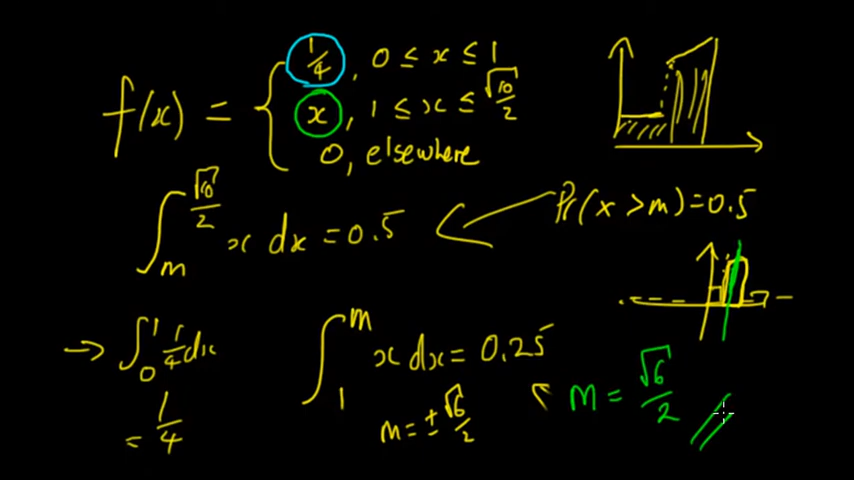 f(x) = { 1/4, 0 ≤ x ≤ 1
x, 1 ≤ x ≤ √10/2
0, elsewhere
∫_m^{√10/2} x dx = 0.5
Pr(x > m) = 0.5
→ ∫_0^1 1/4 dx
= 1/4
∫_1^m x dx = 0.25
m = ± √6/2
m = √6/2